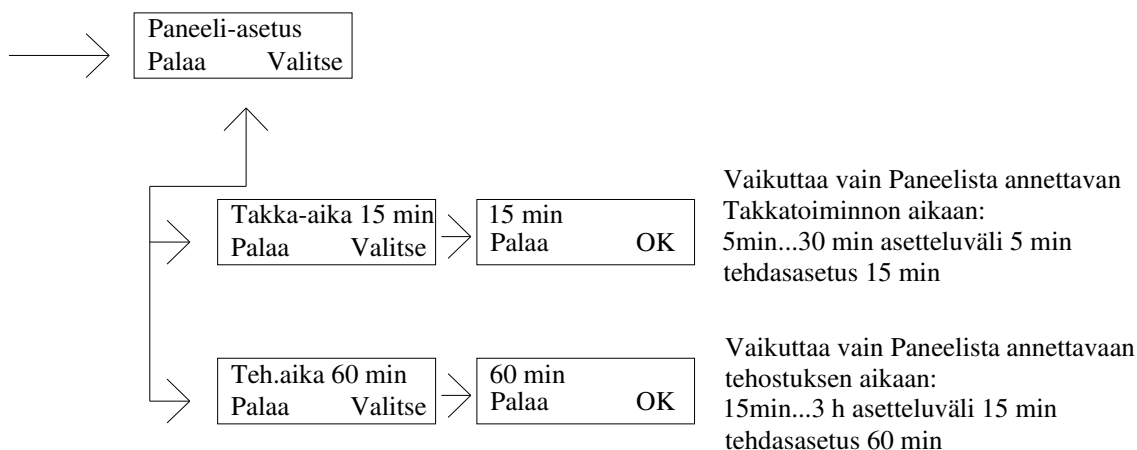 Paneeli-asetus
Palaa Valitse
Takka-aika 15 min
Palaa Valitse
15 min
Palaa OK
Vaikuttaa vain Paneelista annettavan
Takkatoiminnon aikaan:
5min...30 min asetteluväli 5 min
tehdasasetus 15 min
Teh.aika 60 min
Palaa Valitse
60 min
Palaa OK
Vaikuttaa vain Paneelista annettavaan
tehostuksen aikaan:
15min...3 h asetteluväli 15 min
tehdasasetus 60 min